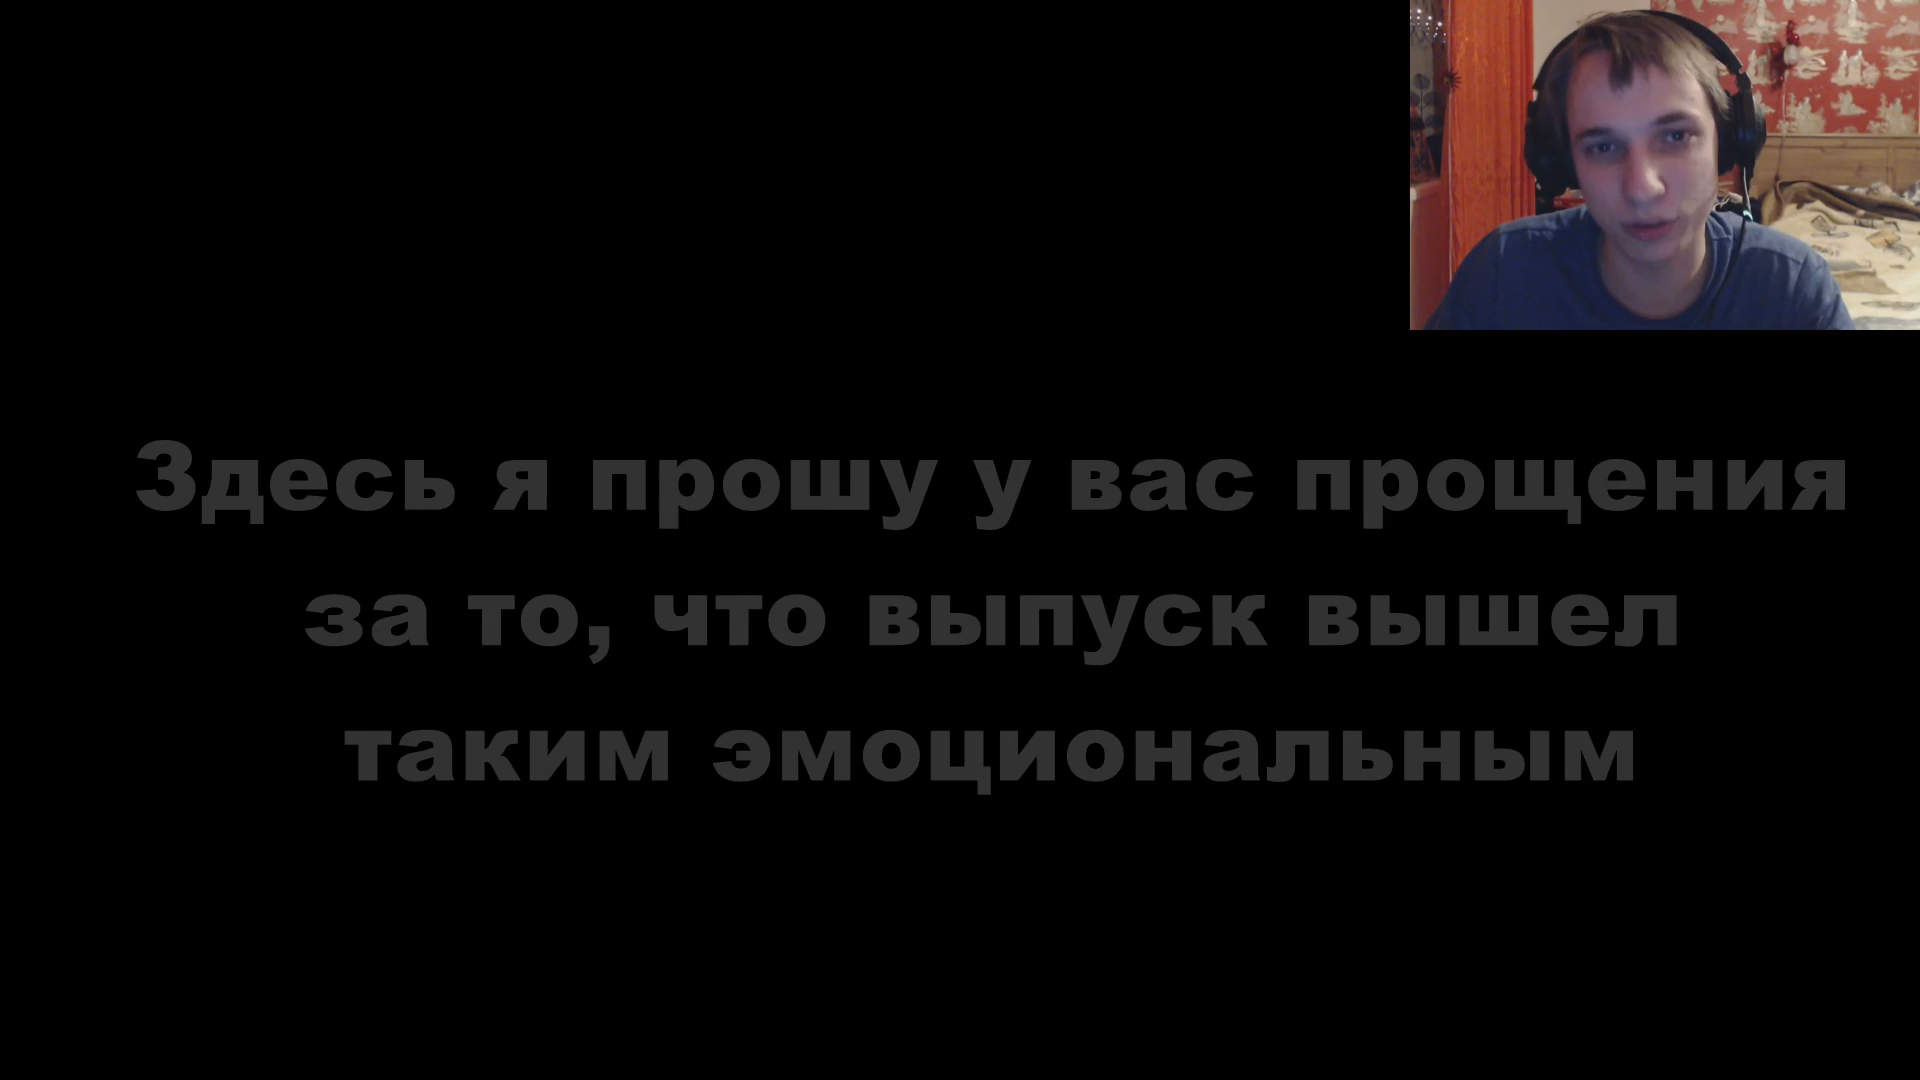 Здесь я прошу у вас прощения
за то, что выпуск вышел
таким эмоциональным